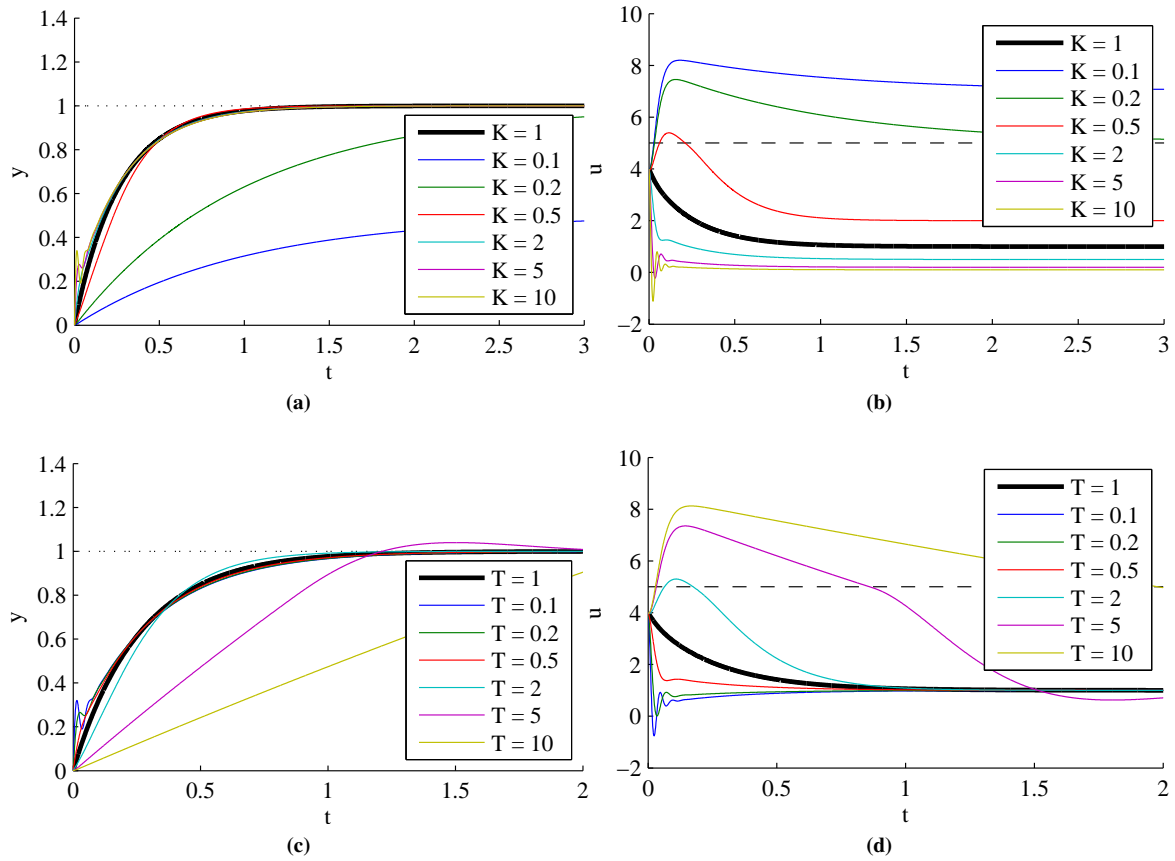 1.4
1.2
1
0.8
0.6
0.4
0.2
0
y
0.5
1
1.5
2
2.5
3
t
K = 1
K = 0.1
K = 0.2
K = 0.5
K = 2
K = 5
K = 10
(a)
10
8
6
4
2
0
−2
u
0
0.5
1
1.5
2
2.5
3
t
K = 1
K = 0.1
K = 0.2
K = 0.5
K = 2
K = 5
K = 10
(b)
1.4
1.2
1
0.8
0.6
0.4
0.2
0
y
0
0.5
1
1.5
2
t
T = 1
T = 0.1
T = 0.2
T = 0.5
T = 2
T = 5
T = 10
(c)
10
8
6
4
2
0
−2
u
0
0.5
1
1.5
2
t
T = 1
T = 0.1
T = 0.2
T = 0.5
T = 2
T = 5
T = 10
(d)